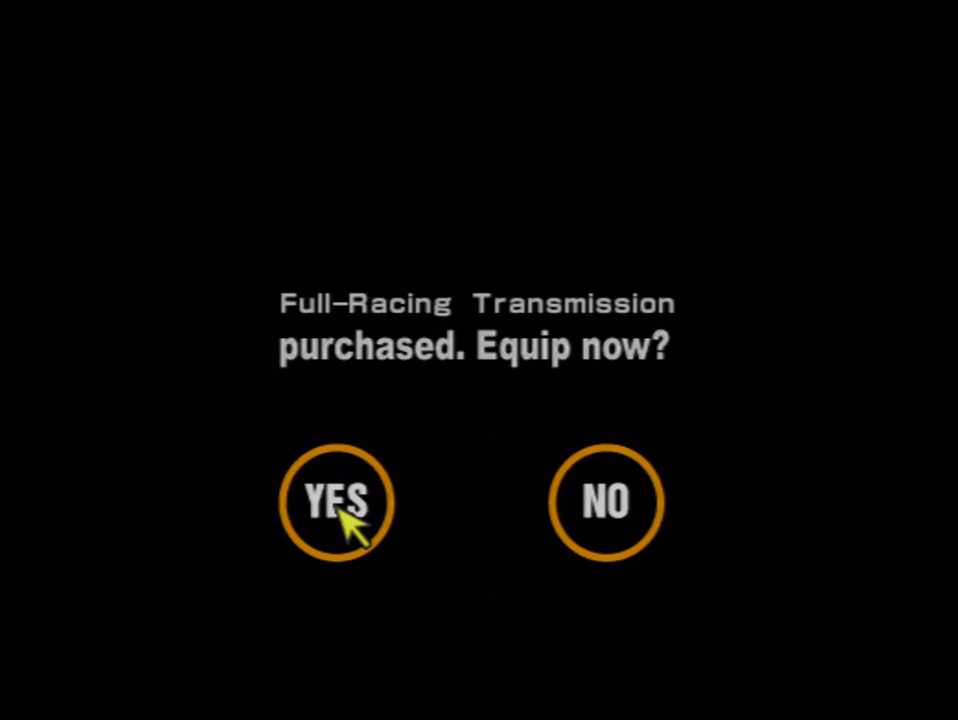 Full-Racing Transmission
purchased. Equip now?
YES NO